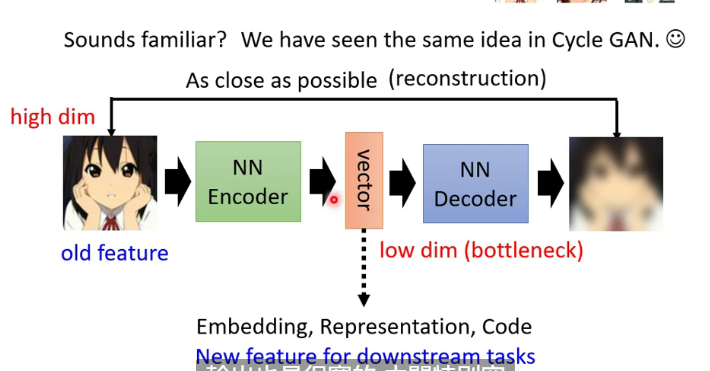 Sounds familiar? We have seen the same idea in Cycle GAN. ☺
As close as possible (reconstruction)
high dim
NN
Encoder
vector
NN
Decoder
old feature
low dim (bottleneck)
Embedding, Representation, Code
New feature for downstream tasks